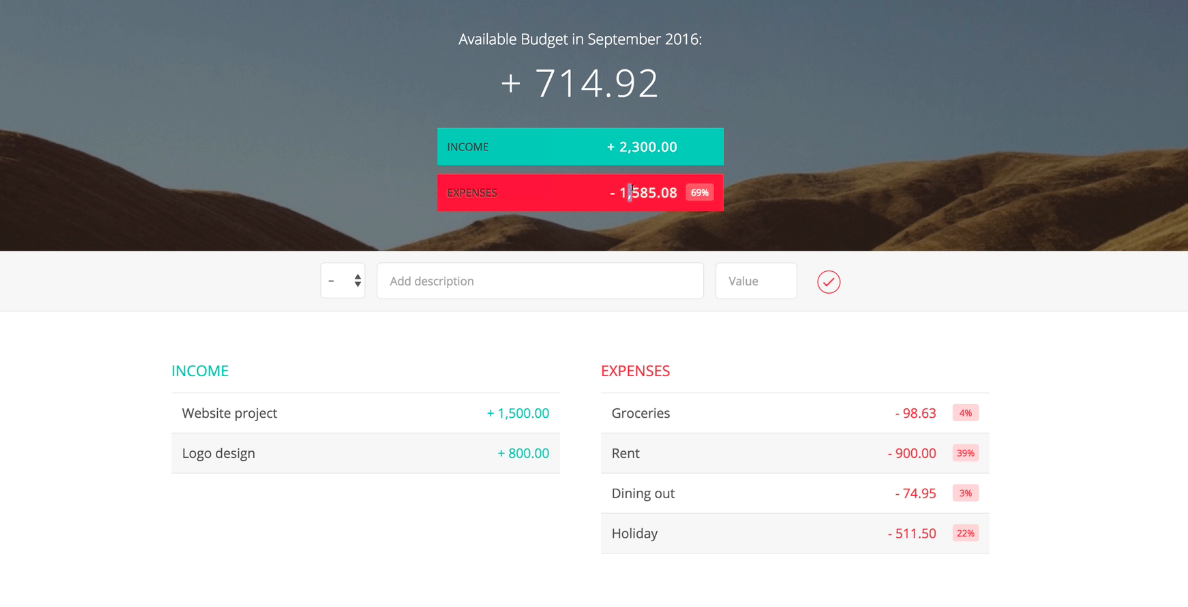 Available Budget in September 2016:
+ 714.92
INCOME + 2,300.00
EXPENSES - 1,585.08 69%
- Add description Value
INCOME
Website project + 1,500.00
Logo design + 800.00
EXPENSES
Groceries - 98.63 4%
Rent - 900.00 39%
Dining out - 74.95 3%
Holiday - 511.50 22%